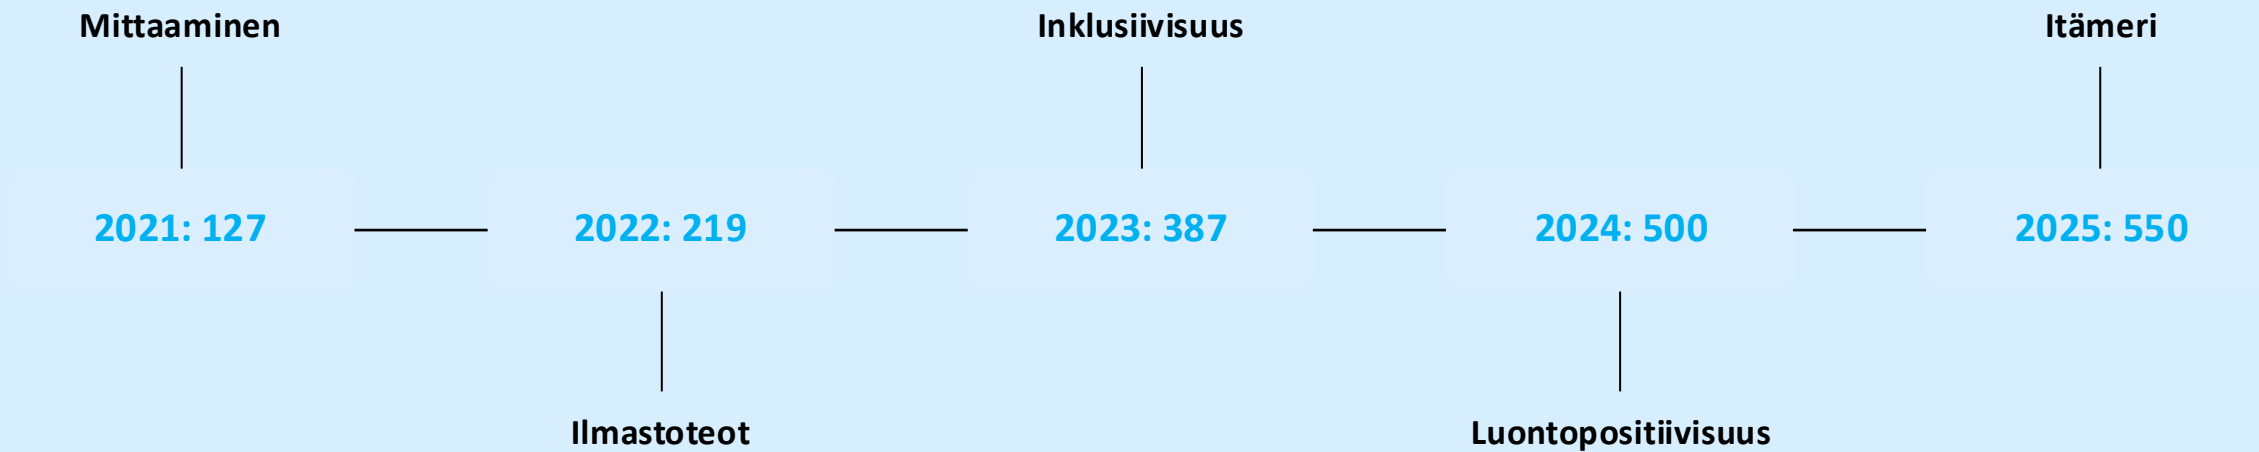 Mittaaminen
Inklusiivisuus
Itämeri
2021: 127
2022: 219
2023: 387
2024: 500
2025: 550
Ilmastoteot
Luontopositiivisuus